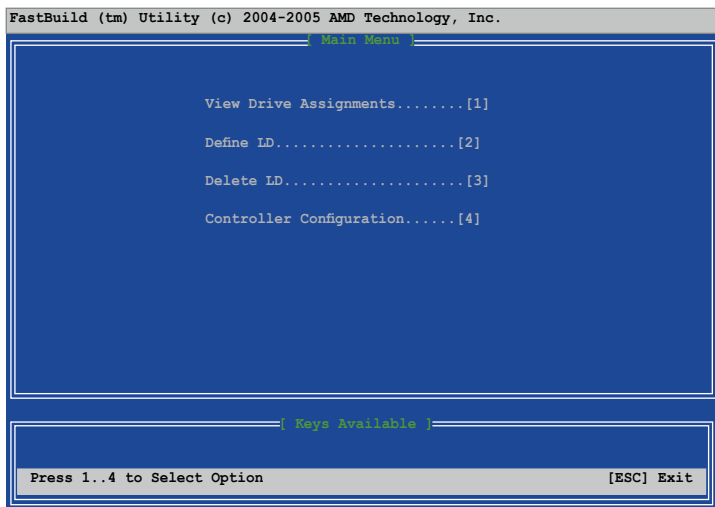 FastBuild (tm) Utility (c) 2004-2005 AMD Technology, Inc.
[ Main Menu ]
View Drive Assignments........[1]
Define LD....................[2]
Delete LD....................[3]
Controller Configuration......[4]
[ Keys Available ]
Press 1..4 to Select Option [ESC] Exit